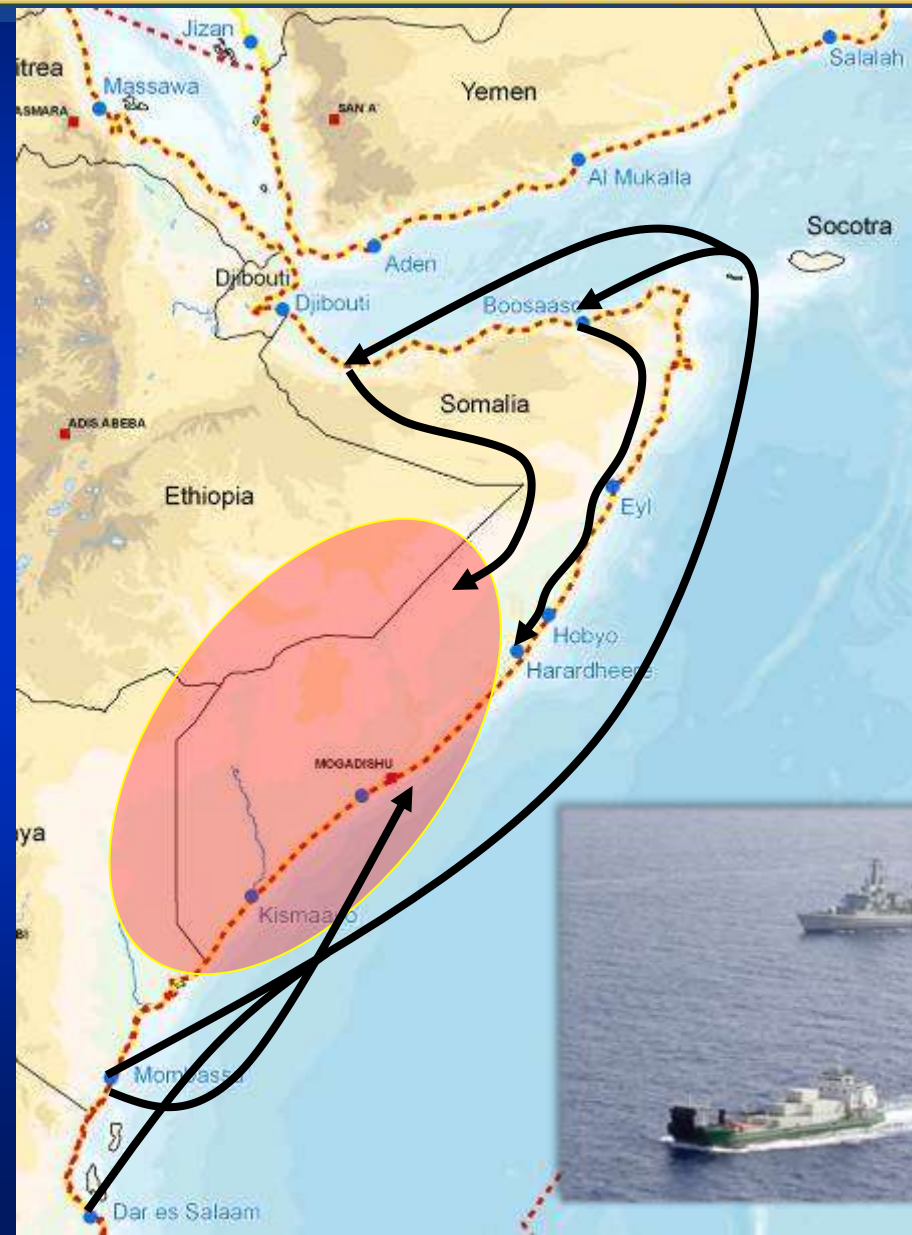 Jizan
Salalah
itrea
Massawa
Yemen
ASMARA
SAN A
Al Mukalla
Socotra
Aden
Djibouti
Djibouti
Boosaaso
Somalia
ADIS ABEBA
Ethiopia
Eyl
Hobyo
Harardheere
MOGADISHU
ya
Kismaayo
BI
Mombassa
Dar es Salaam